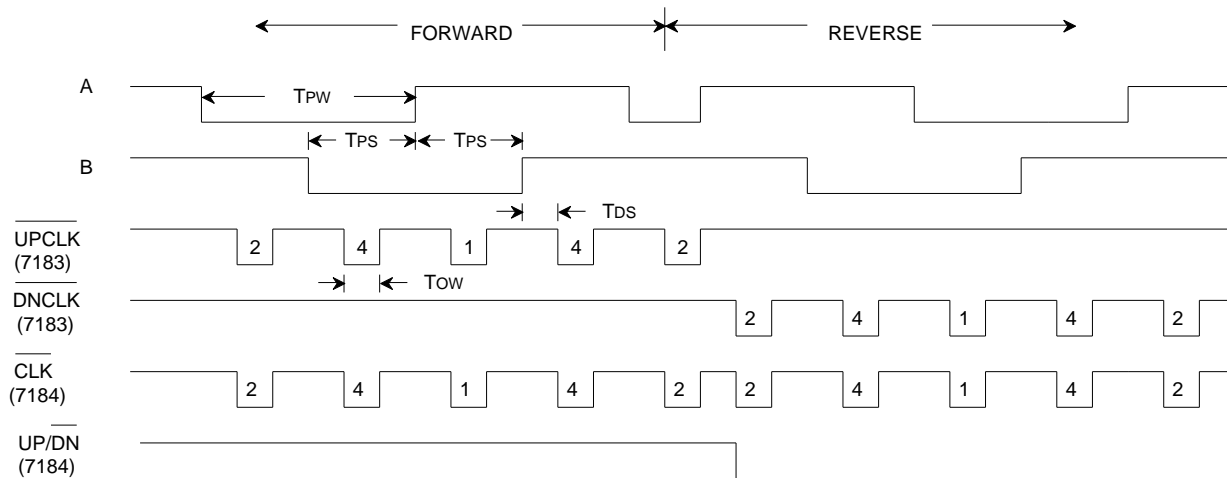 FORWARD REVERSE
A
TPW
TPS TPS
B
TDS
UPCLK 2 4 1 4 2
(7183)
TOW
DNCLK 2 4 1 4 2
(7183)
CLK 2 4 1 4 2 2 4 1 4 2
(7184)
UP/DN
(7184)